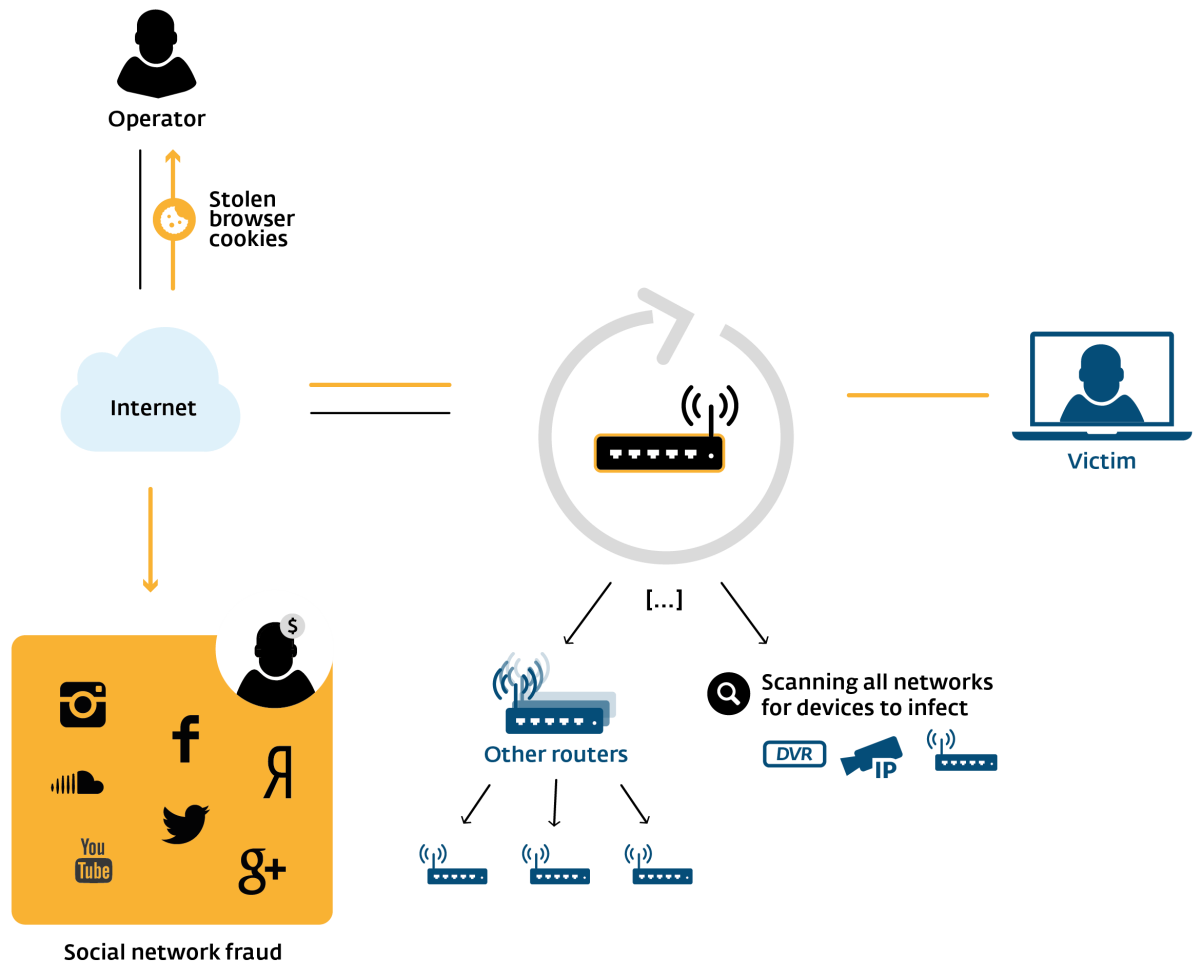 Operator
Stolen
browser
cookies
Internet
Victim
[...]
$
Scanning all networks
for devices to infect
Other routers
DVR
IP
f
Я
You
Tube
g+
Social network fraud